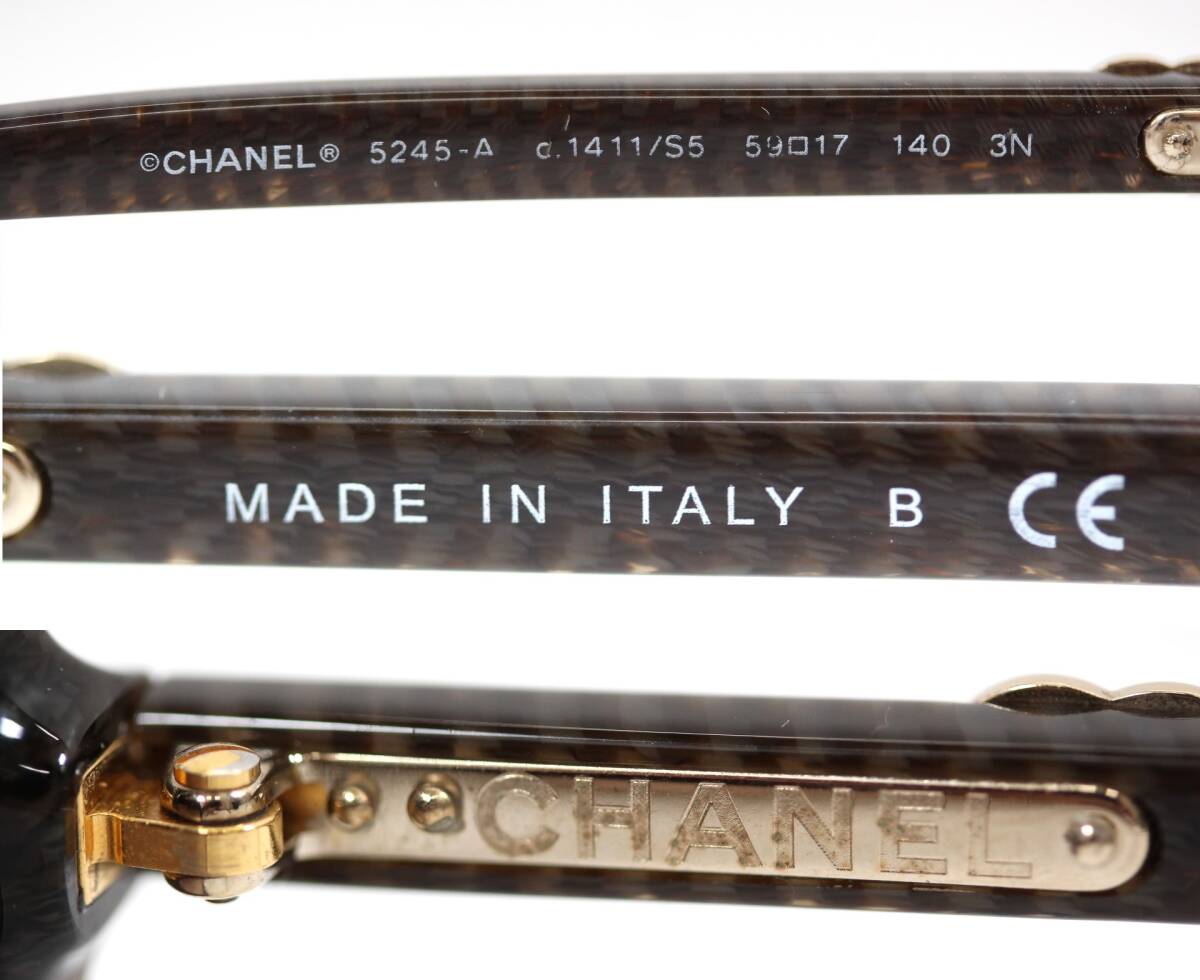 ©CHANEL® 5245-A c.1411/S5 59□17 140 3N
MADE IN ITALY B CE
CHANEL